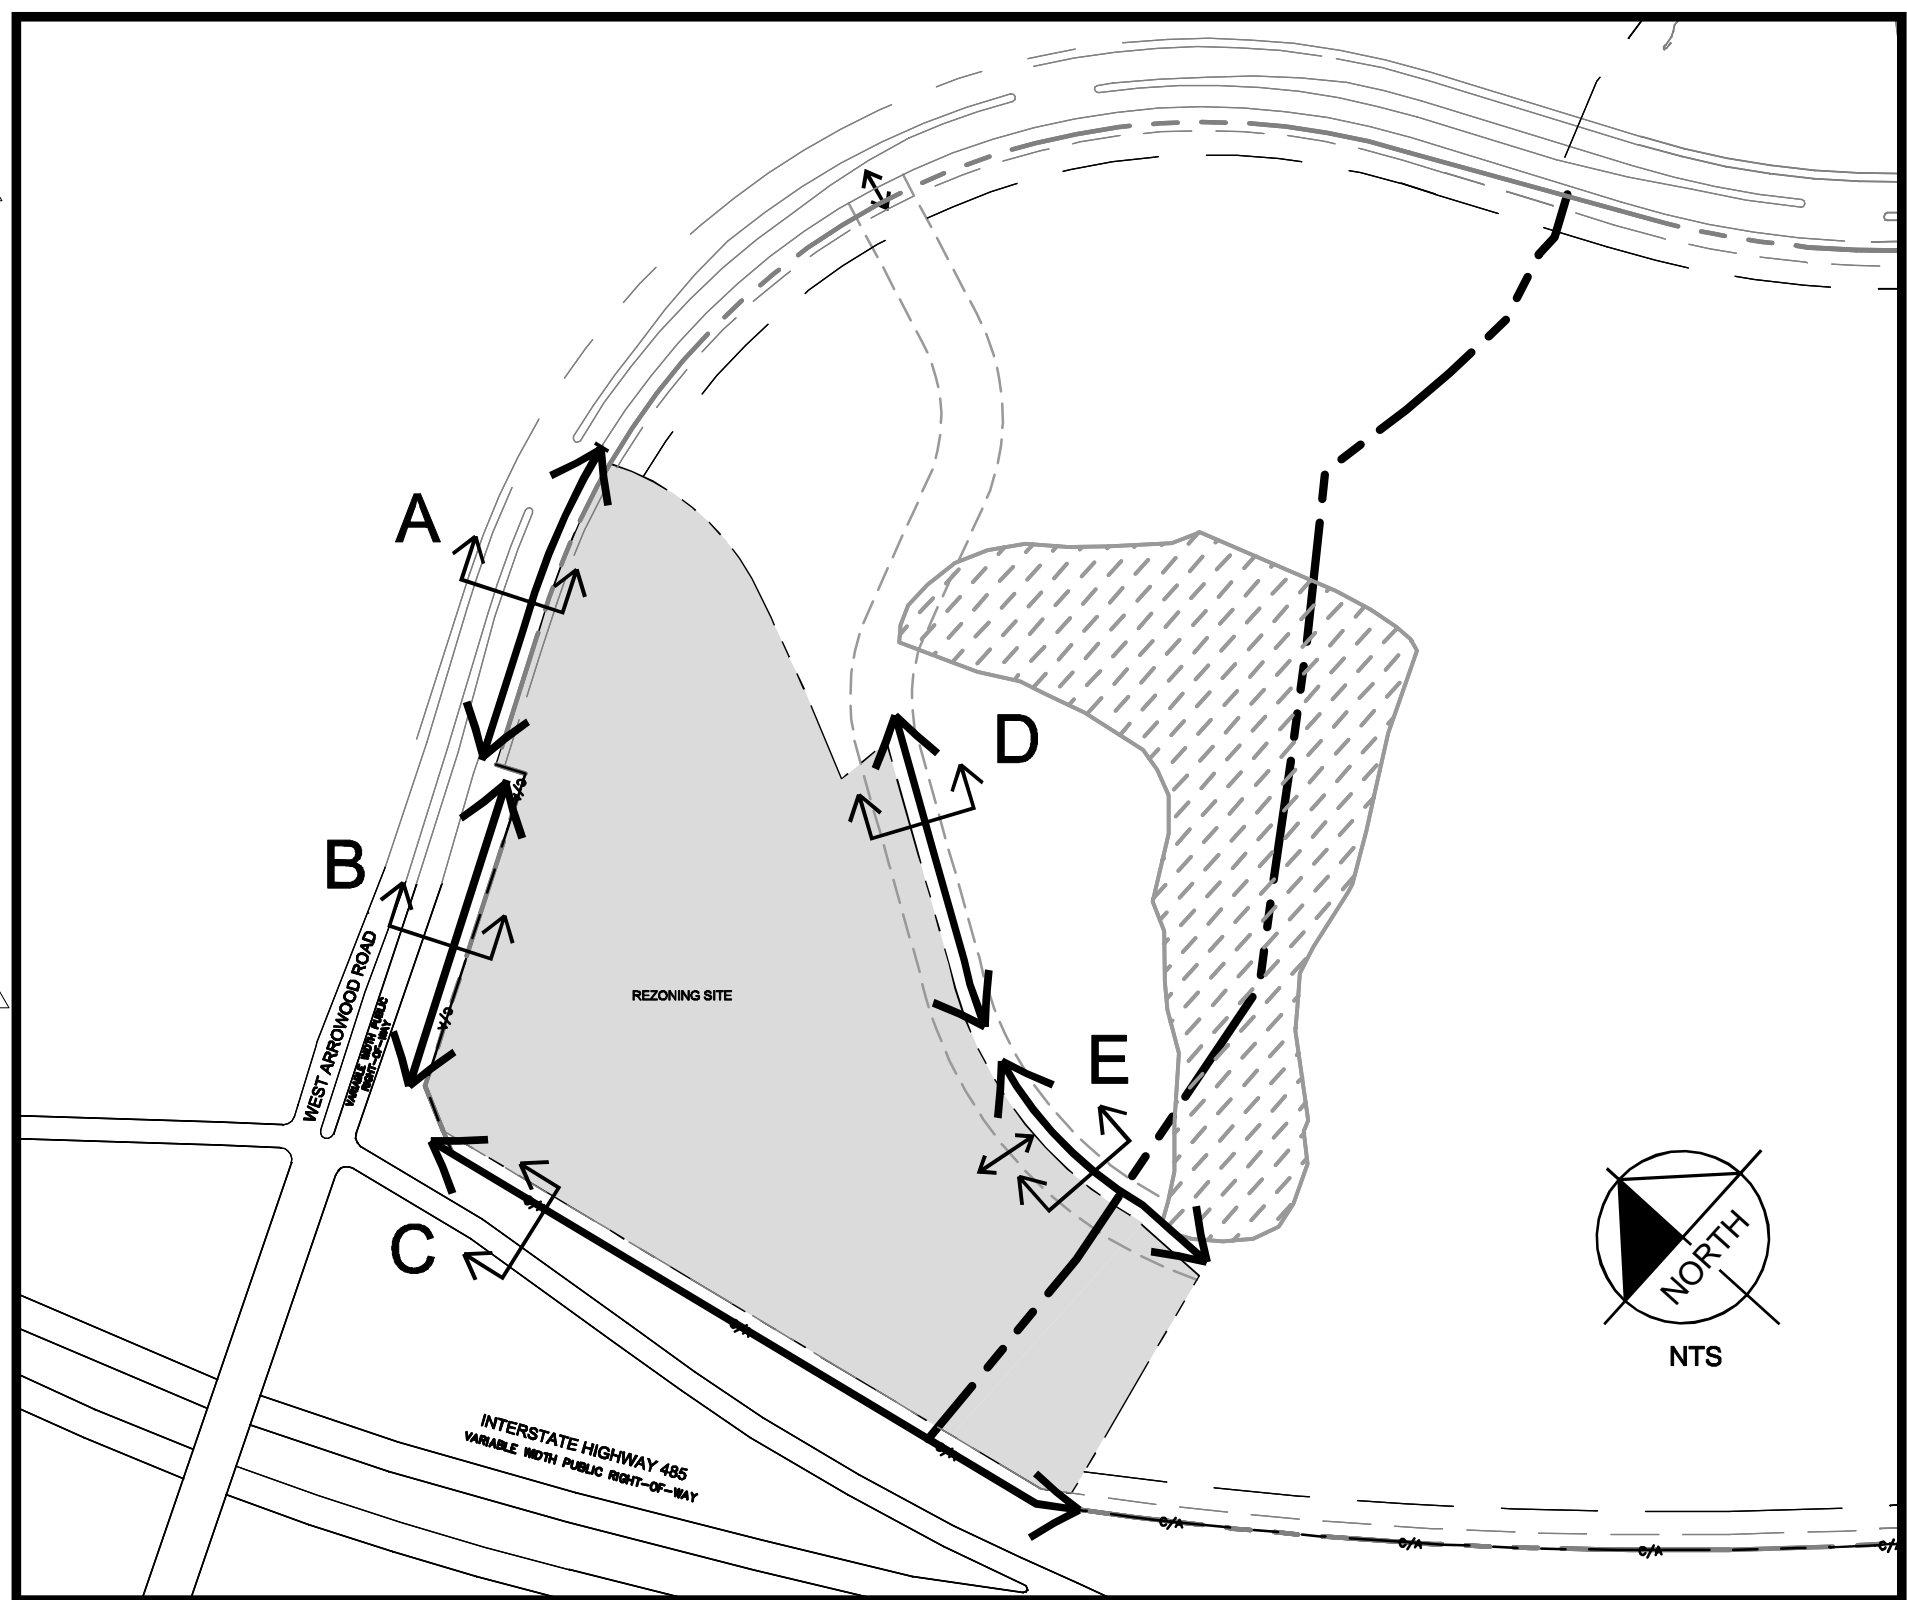 A
D
C/A
B
WEST ARROWOOD ROAD
VARIABLE WIDTH PUBLIC
RIGHT-OF-WAY
REZONING SITE
C/A
E
C/A
C
NORTH
C/A
NTS
INTERSTATE HIGHWAY 485
VARIABLE WIDTH PUBLIC RIGHT-OF-WAY
C/A
C/A
C/A
C/A
C/A